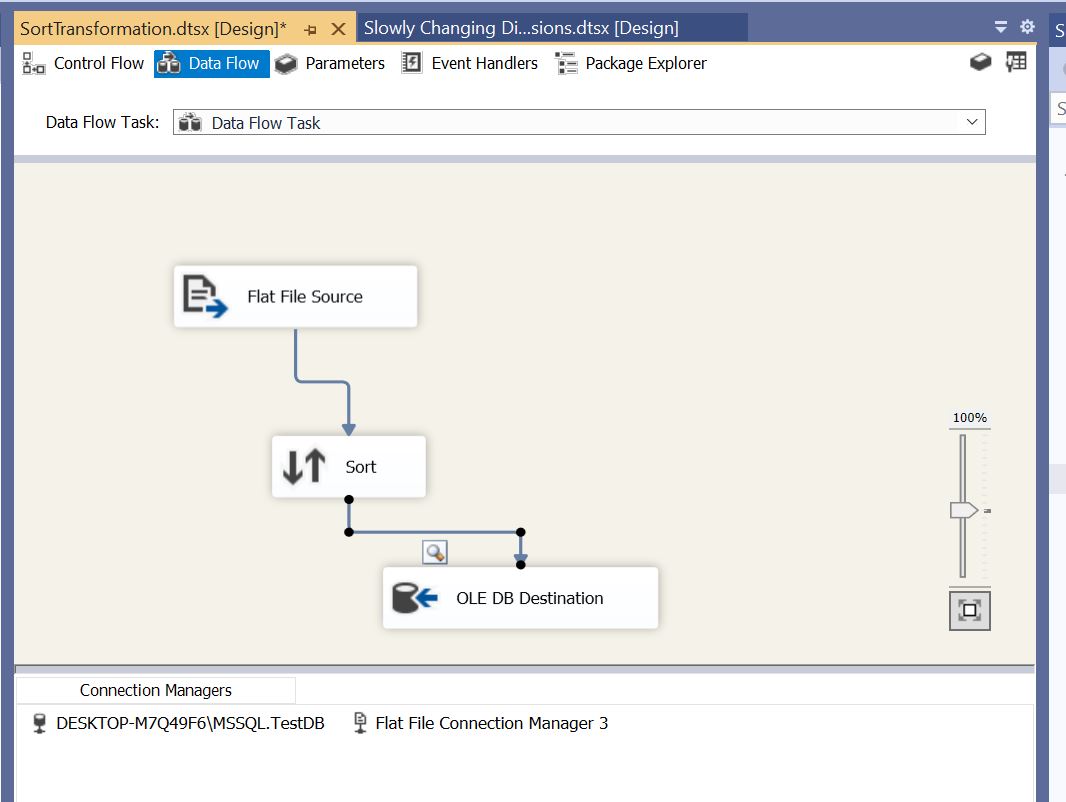 SortTransformation.dtsx [Design]* Slowly Changing Di...sions.dtsx [Design] S
Control Flow Data Flow Parameters Event Handlers Package Explorer
S
Data Flow Task: Data Flow Task
Flat File Source
100%
Sort
OLE DB Destination
Connection Managers
DESKTOP-M7Q49F6\MSSQL.TestDB Flat File Connection Manager 3